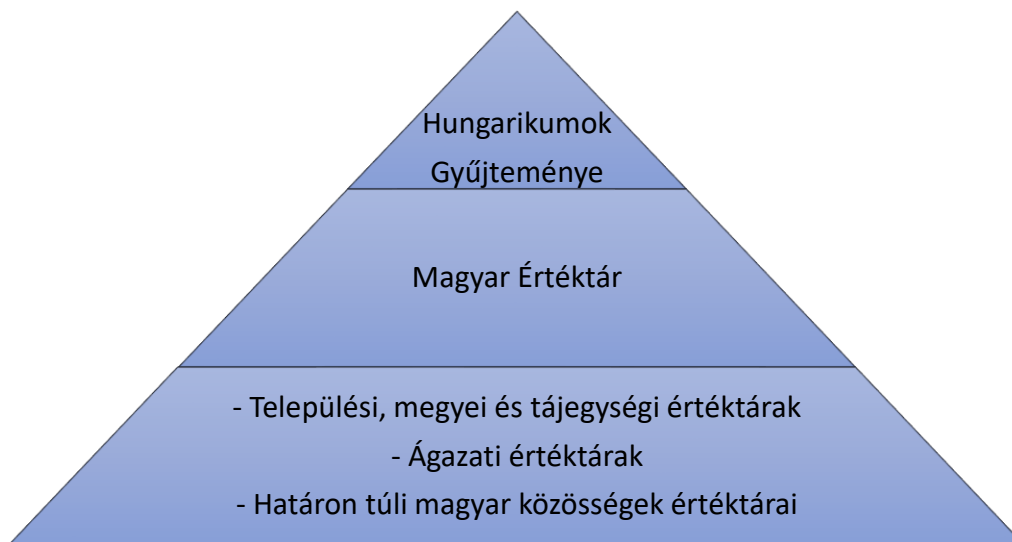 Hungarikumok
Gyűjteménye
Magyar Értéktár
- Települési, megyei és tájegységi értéktárak
- Ágazati értéktárak
- Határon túli magyar közösségek értéktárai